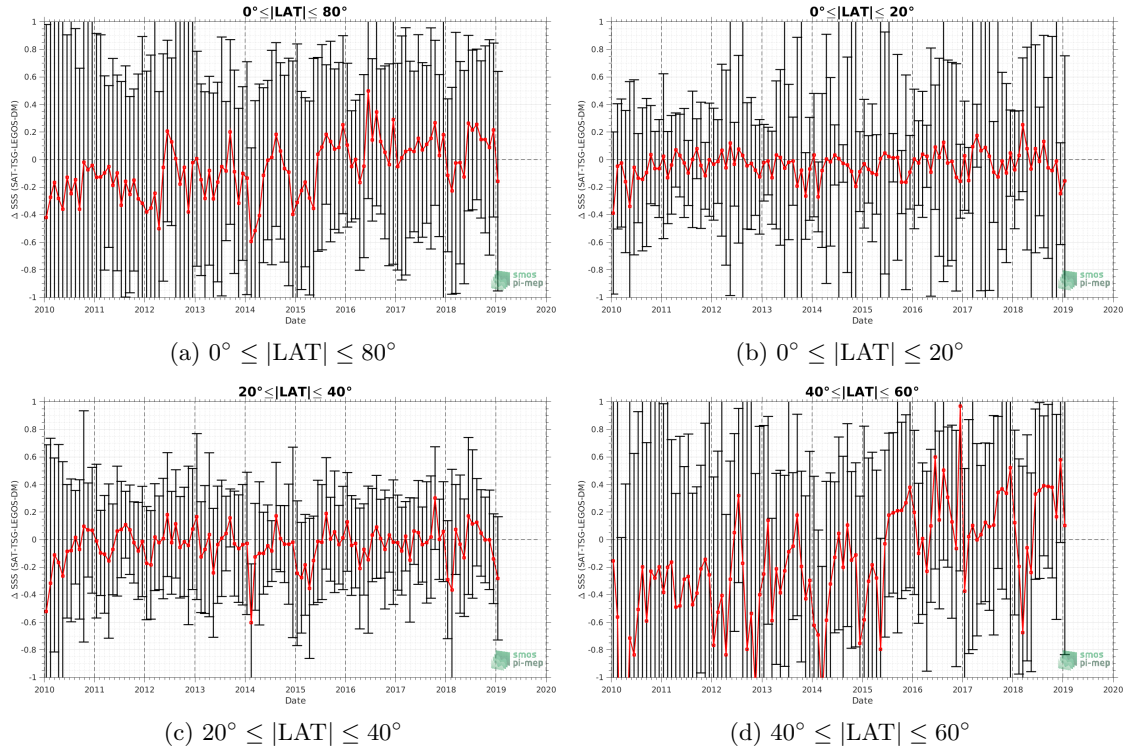 0°≤|LAT|≤ 80°
Δ SSS (SAT-TSG-LEGOS-DM)
1
0.8
0.6
0.4
0.2
0
-0.2
-0.4
-0.6
-0.8
-1
smos
pi-mep
2010 2011 2012 2013 2014 2015 2016 2017 2018 2019 2020
Date
(a) 0° ≤ |LAT| ≤ 80°
0°≤|LAT|≤ 20°
Δ SSS (SAT-TSG-LEGOS-DM)
1
0.8
0.6
0.4
0.2
0
-0.2
-0.4
-0.6
-0.8
-1
smos
pi-mep
2010 2011 2012 2013 2014 2015 2016 2017 2018 2019 2020
Date
(b) 0° ≤ |LAT| ≤ 20°
20°≤|LAT|≤ 40°
Δ SSS (SAT-TSG-LEGOS-DM)
1
0.8
0.6
0.4
0.2
0
-0.2
-0.4
-0.6
-0.8
-1
smos
pi-mep
2010 2011 2012 2013 2014 2015 2016 2017 2018 2019 2020
Date
(c) 20° ≤ |LAT| ≤ 40°
40°≤|LAT|≤ 60°
Δ SSS (SAT-TSG-LEGOS-DM)
1
0.8
0.6
0.4
0.2
0
-0.2
-0.4
-0.6
-0.8
-1
smos
pi-mep
2010 2011 2012 2013 2014 2015 2016 2017 2018 2019 2020
Date
(d) 40° ≤ |LAT| ≤ 60°